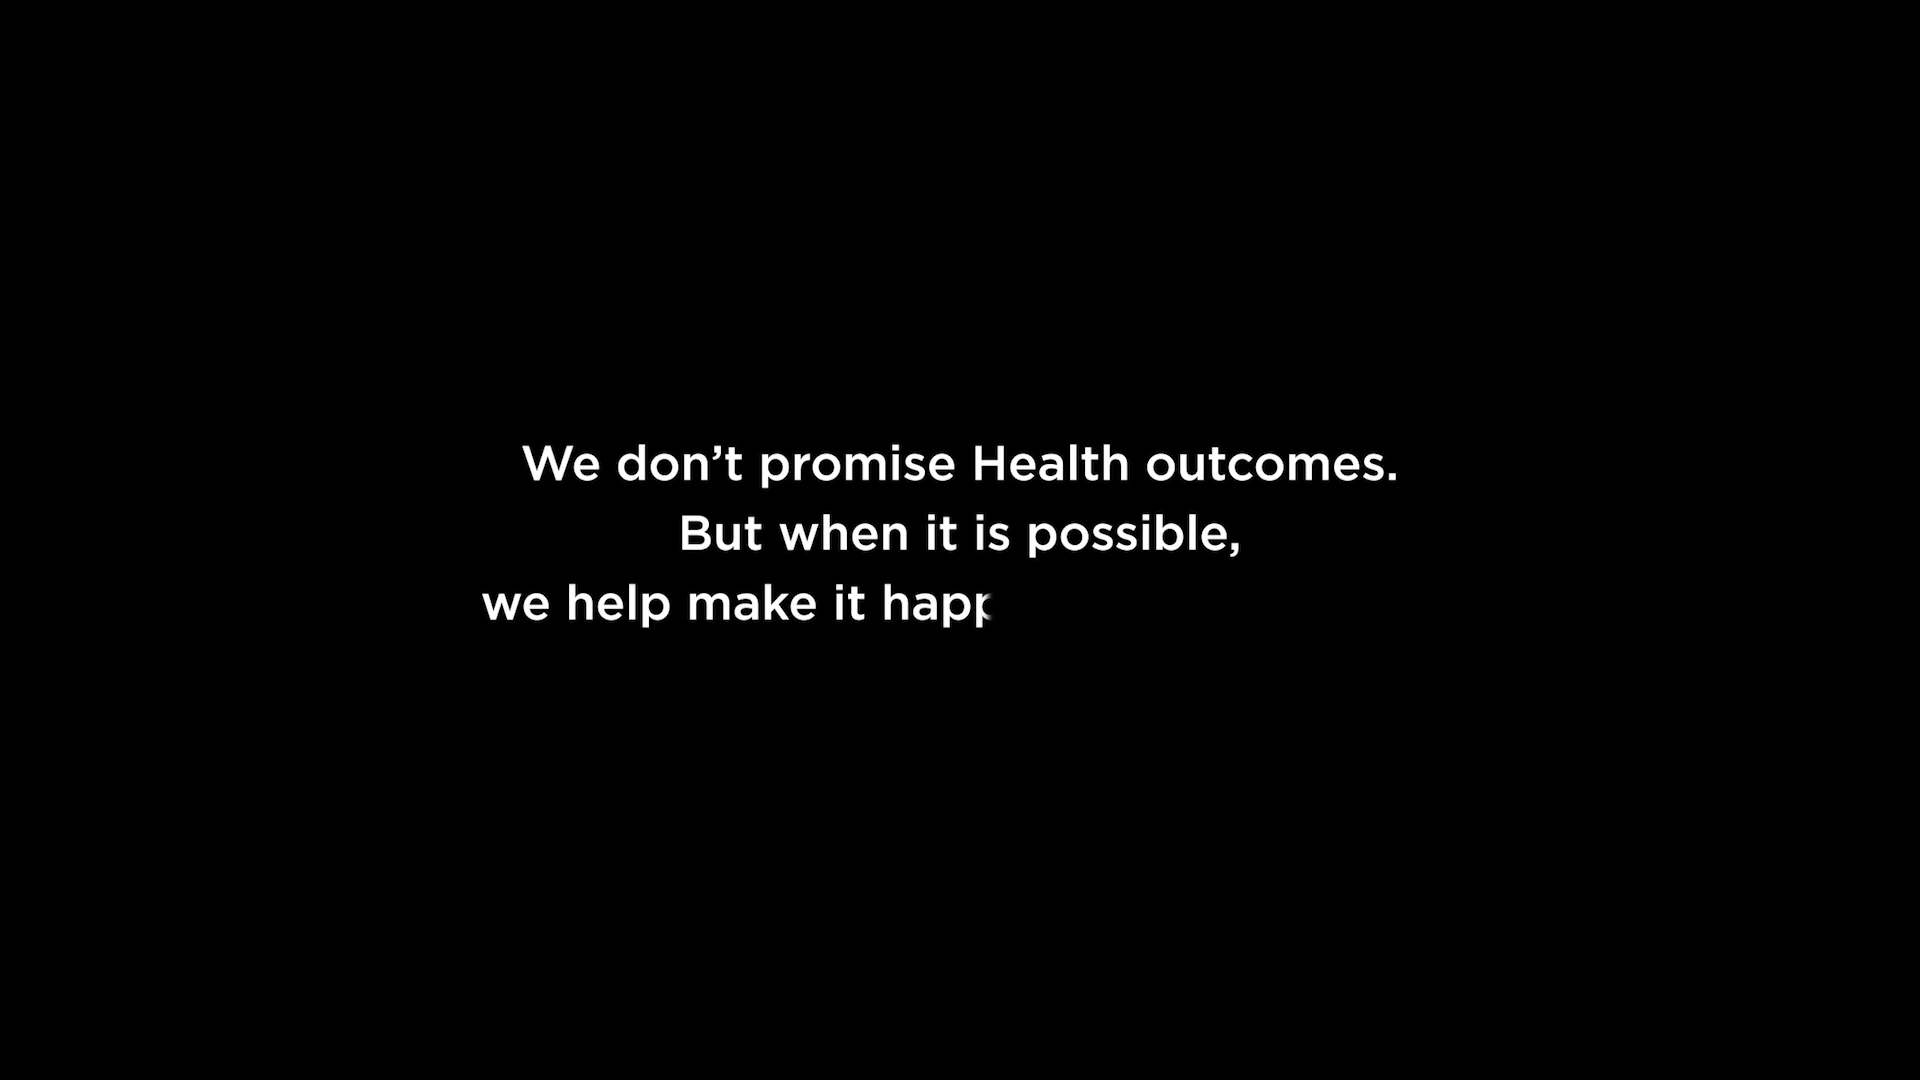 We don’t promise Health outcomes.
But when it is possible,
we help make it happ